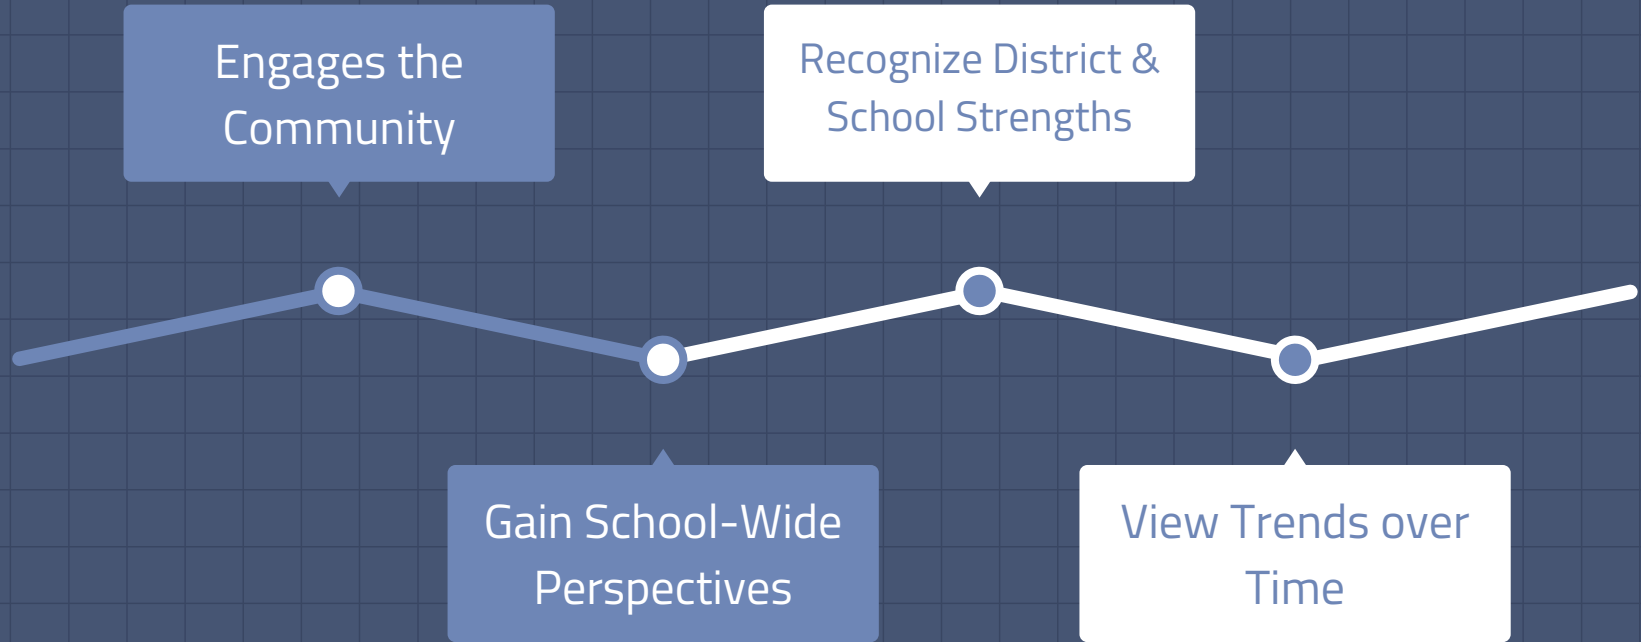 Engages the
Community
Gain School-Wide
Perspectives
Recognize District &
School Strengths
View Trends over
Time